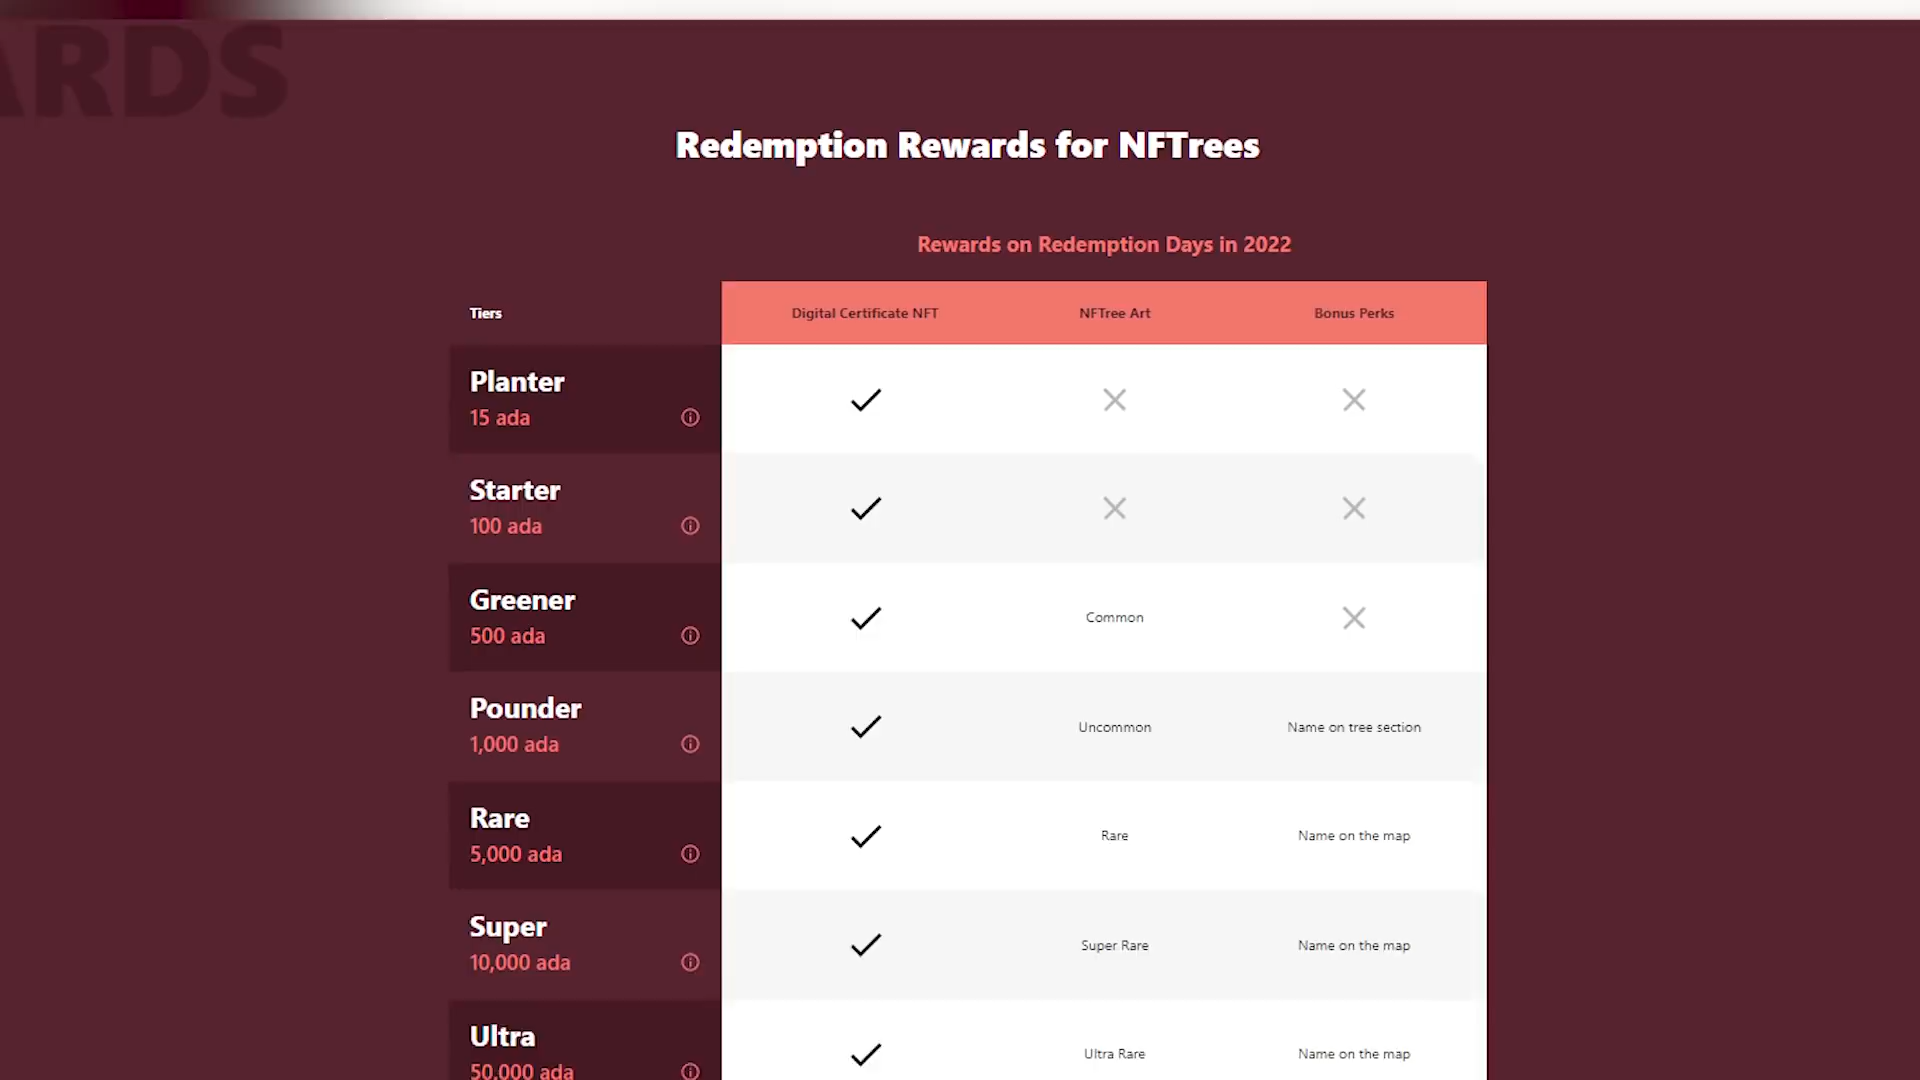 ARDS
Redemption Rewards for NFTrees
Rewards on Redemption Days in 2022
Tiers
Digital Certificate NFT
NFTree Art
Bonus Perks
Planter
15 ada
Starter
100 ada
Greener
500 ada
Common
Pounder
1,000 ada
Uncommon
Name on tree section
Rare
5,000 ada
Rare
Name on the map
Super
10,000 ada
Super Rare
Name on the map
Ultra
50,000 ada
Ultra Rare
Name on the map